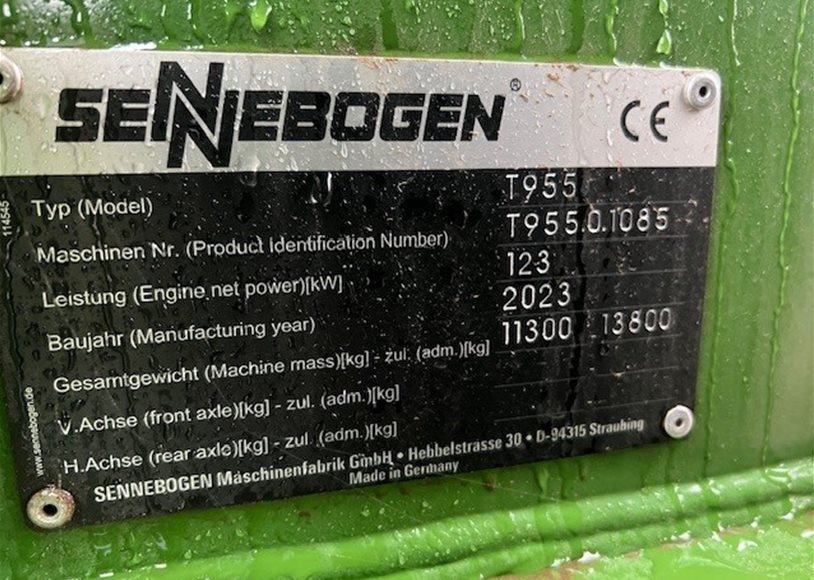 SENNEBOGEN ®
CE
Typ (Model) T955
Maschinen Nr. (Product Identification Number) T955.0.1085
Leistung (Engine net power)[kW] 123
Baujahr (Manufacturing year) 2023
Gesamtgewicht (Machine mass)[kg] - zul. (adm.)[kg] 11300 13800
V.Achse (front axle)[kg] - zul. (adm.)[kg]
H.Achse (rear axle)[kg] - zul. (adm.)[kg]
SENNEBOGEN Maschinenfabrik GmbH • Hebbelstrasse 30 • D-94315 Straubing
Made in Germany
www.sennebogen.de
114545